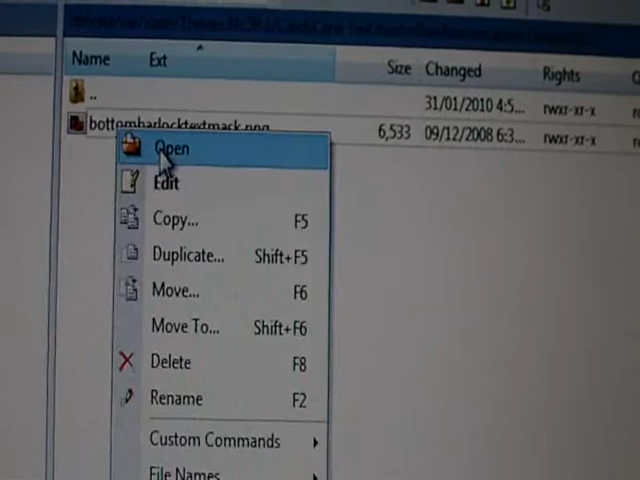 Name Ext Size Changed Rights
.. 31/01/2010 4:5... rwxr-xr-x
bottombarlocktextmack.png 6,533 09/12/2008 6:3... rwxr-xr-x
Open
Edit
Copy... F5
Duplicate... Shift+F5
Move... F6
Move To... Shift+F6
Delete F8
Rename F2
Custom Commands
File Names